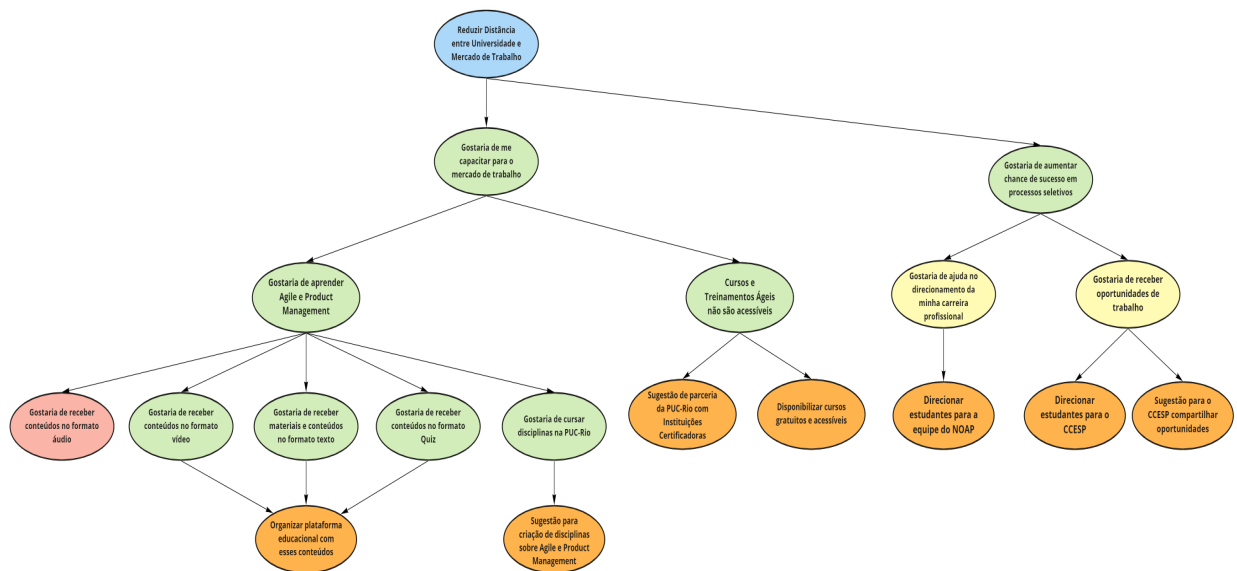 Reduzir Distância
entre Universidade e
Mercado de Trabalho
Gostaria de me
capacitar para o
mercado de trabalho
Gostaria de aumentar
chance de sucesso em
processos seletivos
Gostaria de aprender
Agile e Product
Management
Cursos e
Treinamentos Ágeis
não são acessíveis
Gostaria de ajuda no
direcionamento da
minha carreira
profissional
Gostaria de receber
oportunidades de
trabalho
Gostaria de receber
conteúdos no formato
áudio
Gostaria de receber
conteúdos no formato
vídeo
Gostaria de receber
materiais e conteúdos
no formato texto
Gostaria de receber
conteúdos no formato
Quiz
Gostaria de cursar
disciplinas na PUC-Rio
Sugestão de parceria
da PUC-Rio com
Instituições
Certificadoras
Disponibilizar cursos
gratuitos e acessíveis
Direcionar
estudantes para a
equipe do NOAP
Direcionar
estudantes para o
CCESP
Sugestão para o
CCESP compartilhar
oportunidades
Organizar plataforma
educacional com
esses conteúdos
Sugestão para
criação de disciplinas
sobre Agile e Product
Management